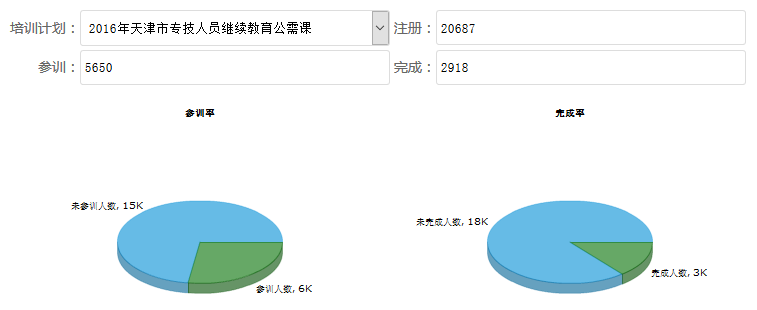 培训计划： 2016年天津市专技人员继续教育公需课 注册： 20687
参训： 5650 完成： 2918
参训率 完成率
未参训人数, 15K
未完成人数, 18K
完成人数, 3K
参训人数, 6K